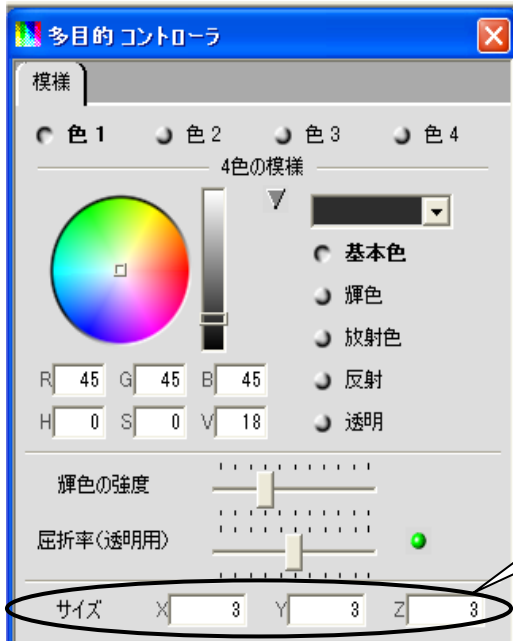 多目的 コントローラ
模様
色 1 色 2 色 3 色 4
4色の模様
基本色
輝色
放射色
R 45 G 45 B 45 反射
H 0 S 0 V 18 透明
輝色の強度
屈折率(透明用)
サイズ X 3 Y 3 Z 3